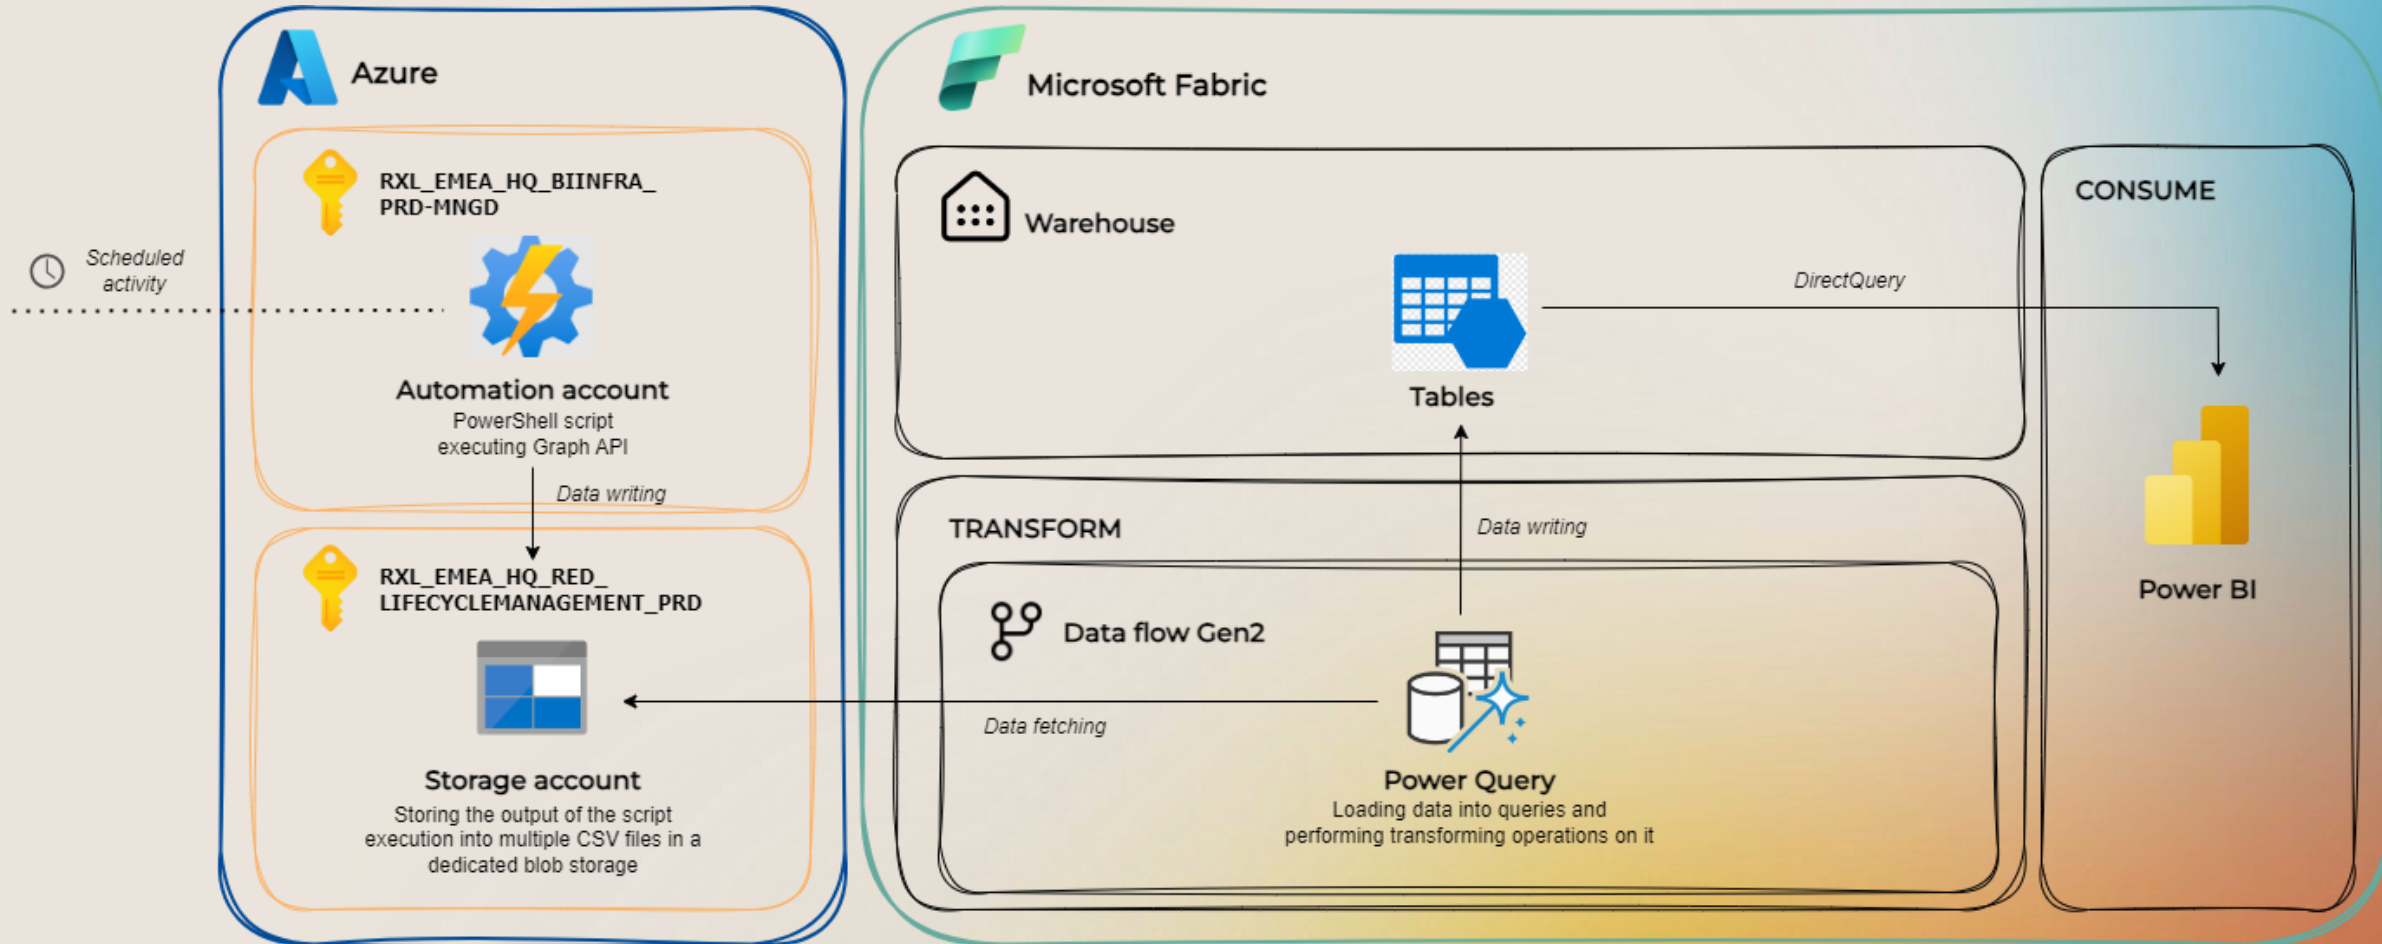 Azure
RXL_EMEA_HQ_BIINFRA_
PRD-MNGD
Scheduled
activity
Automation account
PowerShell script
executing Graph API
Data writing
RXL_EMEA_HQ_RED_
LIFECYCLEMANAGEMENT_PRD
Storage account
Storing the output of the script
execution into multiple CSV files in a
dedicated blob storage
Microsoft Fabric
Warehouse
Tables
DirectQuery
CONSUME
Power BI
TRANSFORM
Data writing
Data flow Gen2
Data fetching
Power Query
Loading data into queries and
performing transforming operations on it